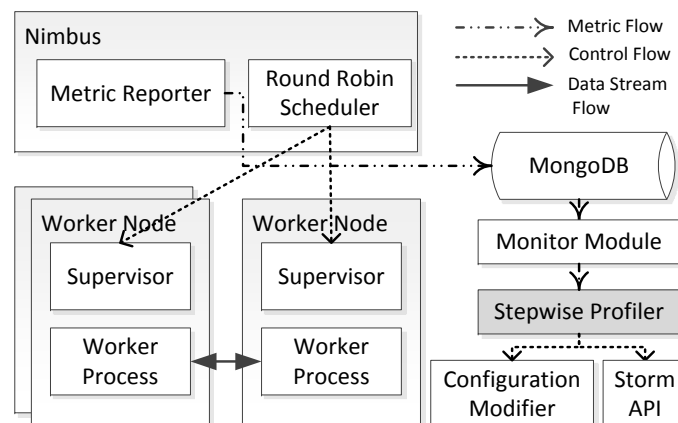 Nimbus
Metric Reporter
Round Robin
Scheduler
Metric Flow
Control Flow
Data Stream
Flow
MongoDB
Worker Node
Supervisor
Worker
Process
Worker Node
Supervisor
Worker
Process
Monitor Module
Stepwise Profiler
Configuration
Modifier
Storm
API